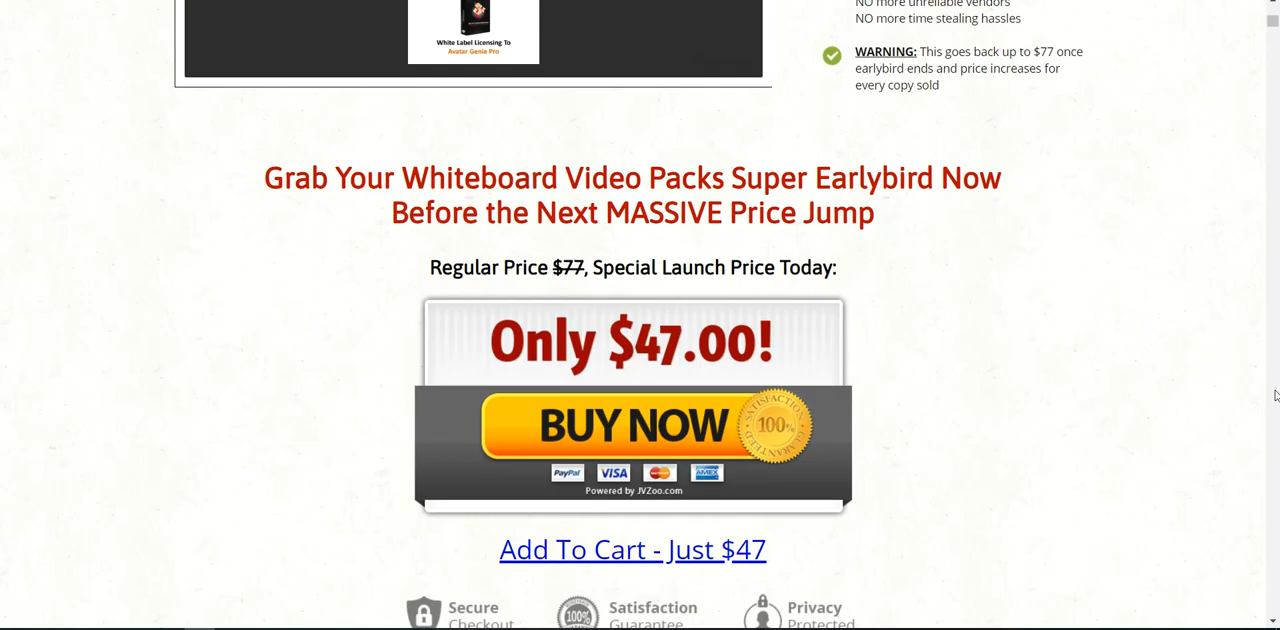 NO more unreliable vendors
NO more time stealing hassles
White Label Licensing To
Avatar Genie Pro
WARNING: This goes back up to $77 once
earlybird ends and price increases for
every copy sold
Grab Your Whiteboard Video Packs Super Earlybird Now
Before the Next MASSIVE Price Jump
Regular Price $77, Special Launch Price Today:
Only $47.00!
BUY NOW
SATISFACTION
100%
GUARANTEED
PayPal
VISA
MasterCard
AMEX
Powered by JVZoo.com
Add To Cart - Just $47
Secure
Checkout
100%
Satisfaction
Guarantee
Privacy
Protected